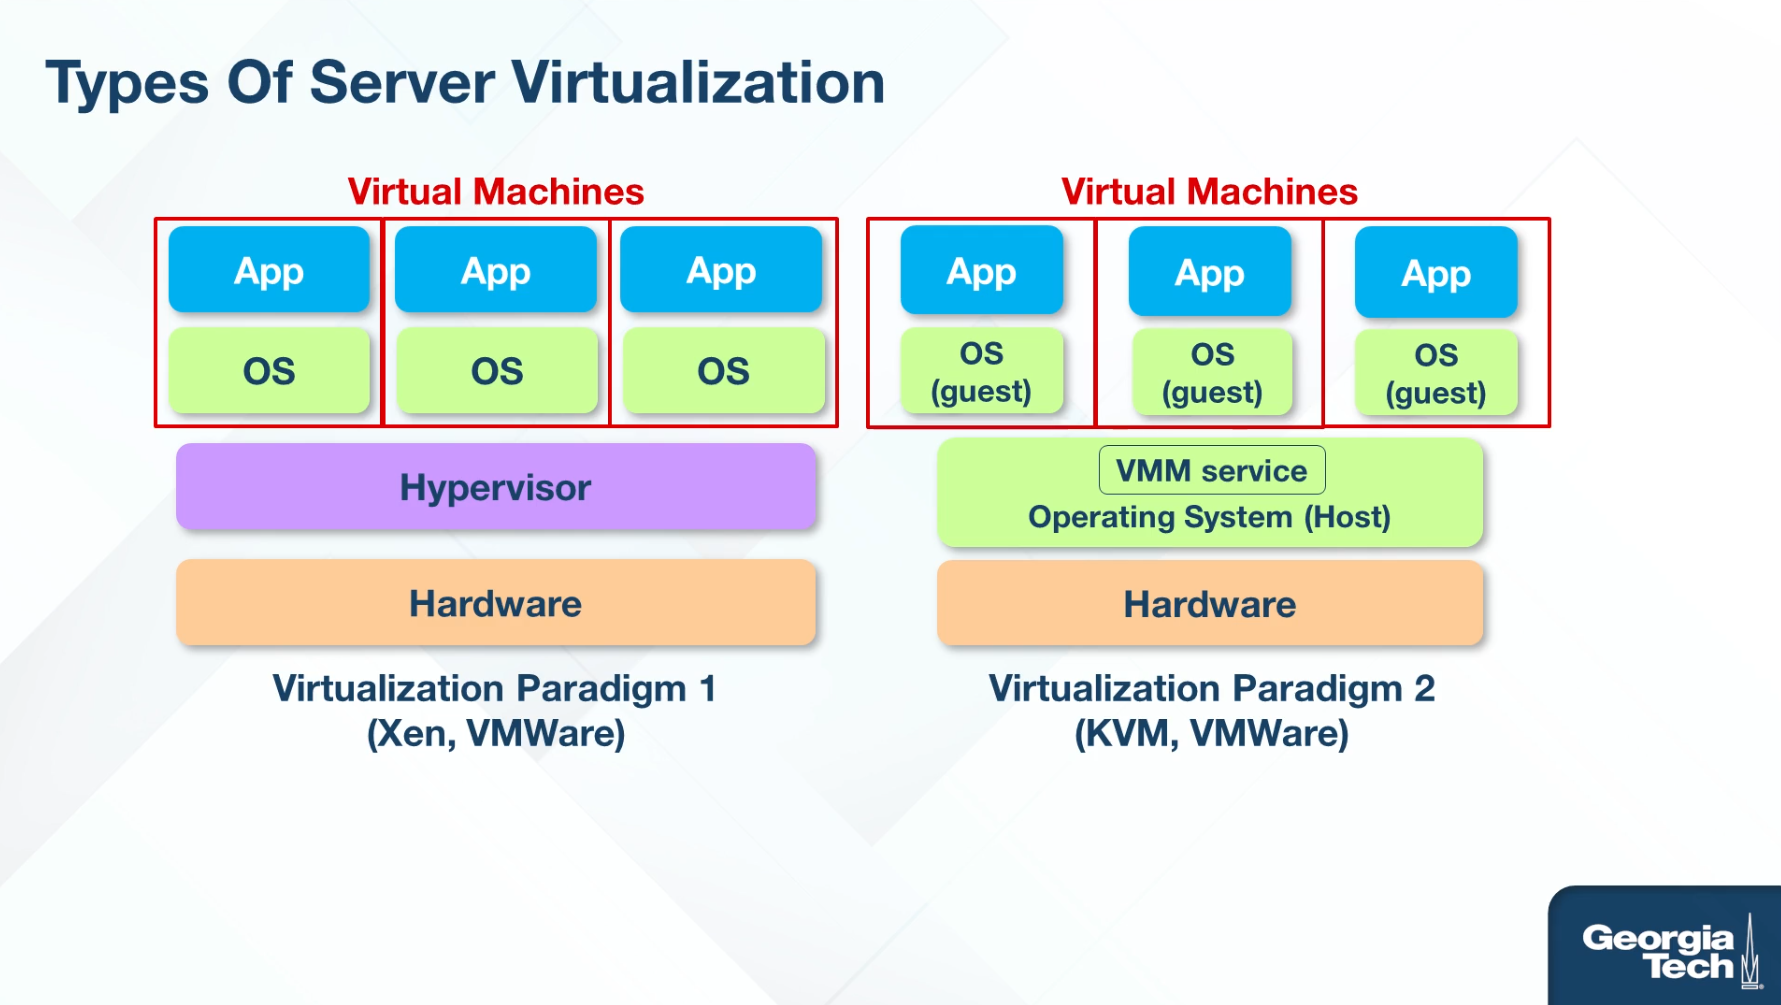 Types Of Server Virtualization
Virtual Machines
App
App
App
OS
OS
OS
Hypervisor
Hardware
Virtualization Paradigm 1
(Xen, VMWare)
Virtual Machines
App
App
App
OS
(guest)
OS
(guest)
OS
(guest)
VMM service
Operating System (Host)
Hardware
Virtualization Paradigm 2
(KVM, VMWare)
Georgia
Tech